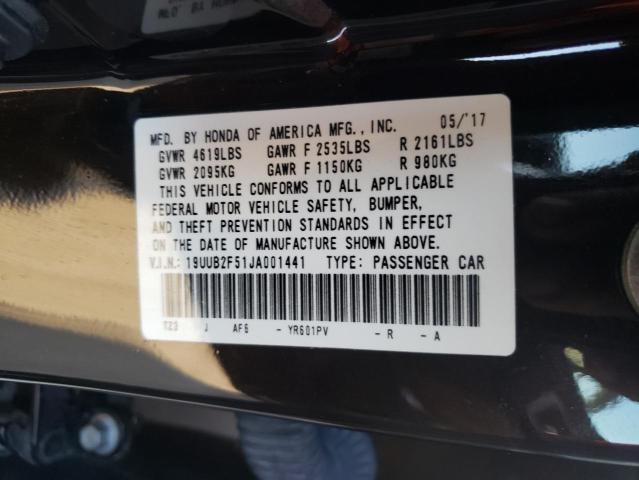 MFD. BY HONDA OF AMERICA MFG., INC. 05/'17
GVWR 4619LBS GAWR F 2535LBS R 2161LBS
GVWR 2095KG GAWR F 1150KG R 980KG
THIS VEHICLE CONFORMS TO ALL APPLICABLE
FEDERAL MOTOR VEHICLE SAFETY, BUMPER,
AND THEFT PREVENTION STANDARDS IN EFFECT
ON THE DATE OF MANUFACTURE SHOWN ABOVE.
V.I.N.: 19UUB2F51JA001441 TYPE: PASSENGER CAR
TZ3 J AF6 - YR601PV - R - A